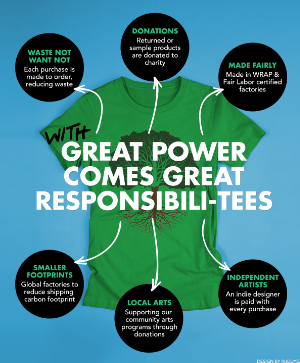 DONATIONS
Returned or
sample products
are donated to
charity
WASTE NOT
WANT NOT
Each purchase is
made to order,
reducing waste
MADE FAIRLY
Made in WRAP &
Fair Labor certified
factories
WITH
GREAT POWER
COMES GREAT
RESPONSIBILI-TEES
SMALLER
FOOTPRINTS
Global factories to
reduce shipping
carbon footprint
LOCAL ARTS
Supporting our
community arts
programs through
donations
INDEPENDENT
ARTISTS
An indie designer
is paid with
every purchase
DESIGN BY